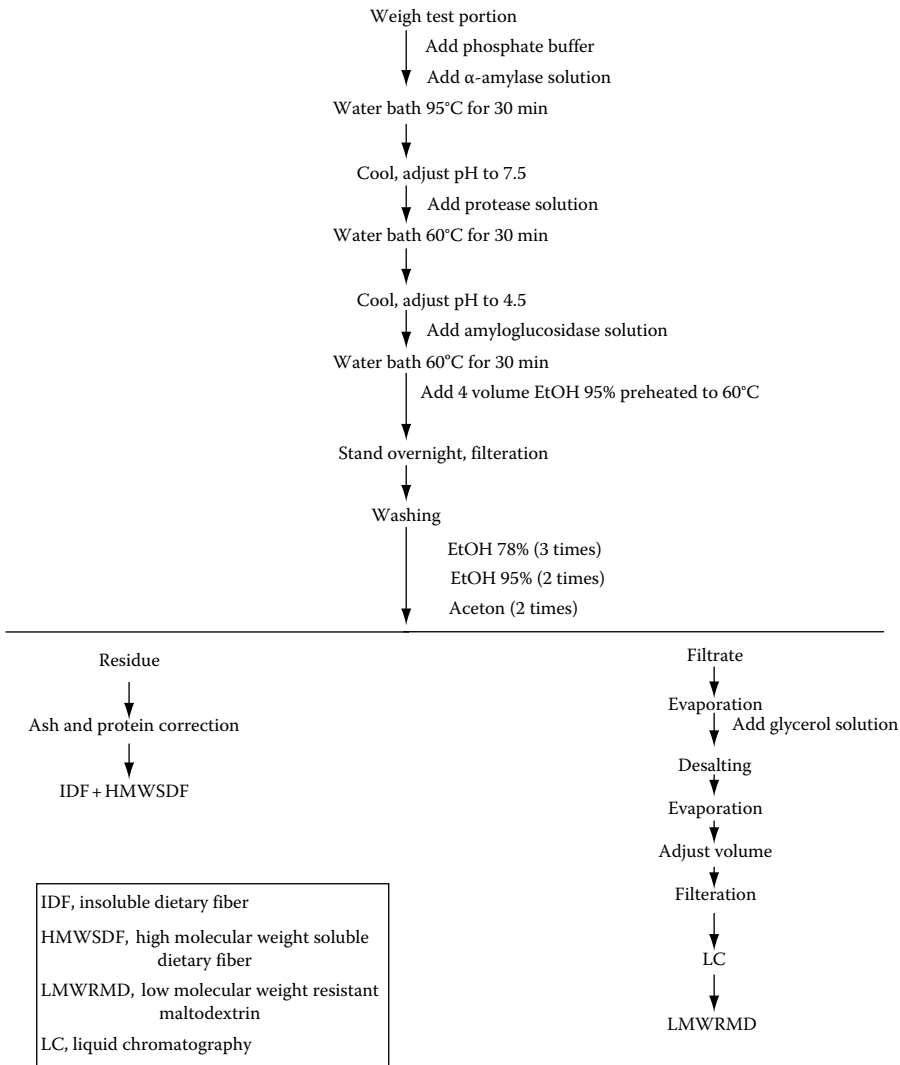 Weigh test portion
Add phosphate buffer
Add α-amylase solution
Water bath 95°C for 30 min
Cool, adjust pH to 7.5
Add protease solution
Water bath 60°C for 30 min
Cool, adjust pH to 4.5
Add amyloglucosidase solution
Water bath 60°C for 30 min
Add 4 volume EtOH 95% preheated to 60°C
Stand overnight, filteration
Washing
EtOH 78% (3 times)
EtOH 95% (2 times)
Aceton (2 times)
Residue
Ash and protein correction
IDF + HMWSDF
Filtrate
Evaporation
Add glycerol solution
Desalting
Evaporation
Adjust volume
Filteration
LC
LMWRMD
IDF, insoluble dietary fiber
HMWSDF, high molecular weight soluble
dietary fiber
LMWRMD, low molecular weight resistant
maltodextrin
LC, liquid chromatography